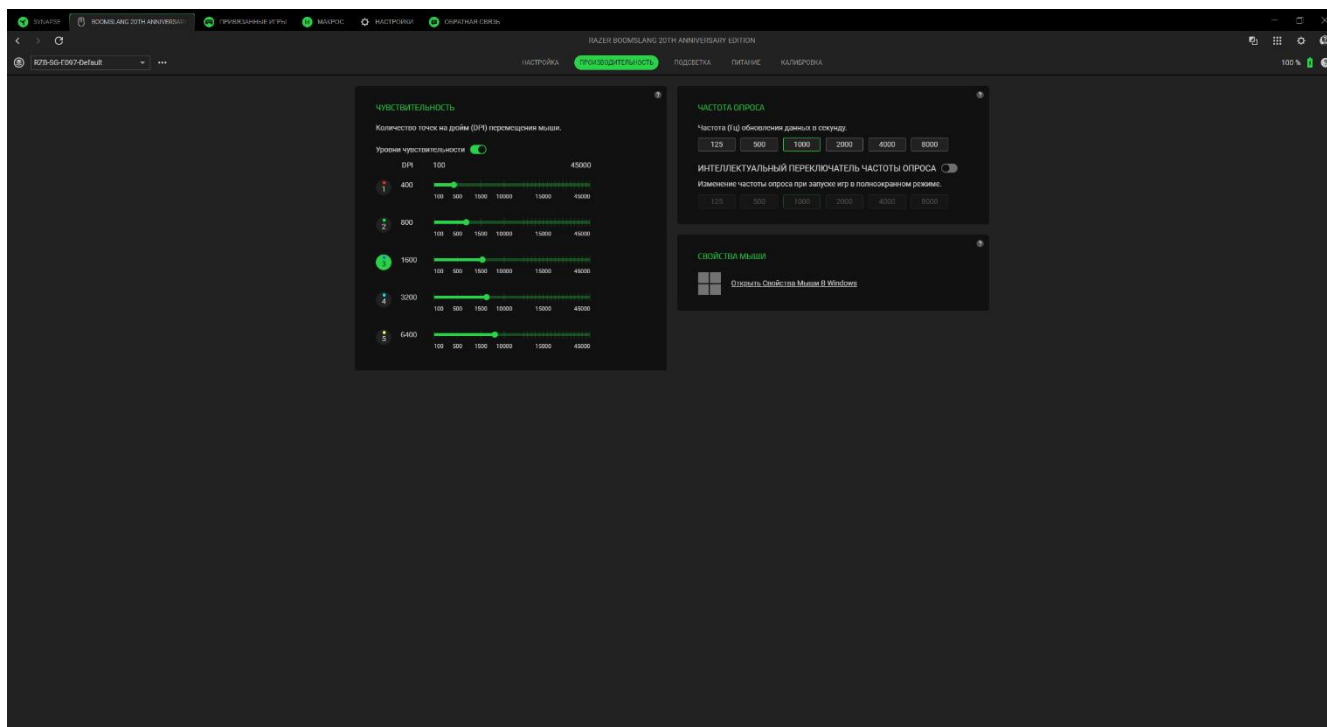 SYNAPSE BOOMSLANG 20TH ANNIVERSARY ПРИВЯЗАННЫЕ ИГРЫ МАКРОС НАСТРОЙКИ ОБРАТНАЯ СВЯЗЬ
RAZER BOOMSLANG 20TH ANNIVERSARY EDITION
RZB-SG-E097-Default НАСТРОЙКА ПРОИЗВОДИТЕЛЬНОСТЬ ПОДСВЕТКА ПИТАНИЕ КАЛИБРОВКА 100 %
ЧУВСТВИТЕЛЬНОСТЬ
Количество точек на дюйм (DPI) перемещения мыши.
Уровни чувствительности
DPI 100 45000
1 400
100 500 1500 10000 15000 45000
2 800
100 500 1500 10000 15000 45000
3 1600
100 500 1500 10000 15000 45000
4 3200
100 500 1500 10000 15000 45000
5 6400
100 500 1500 10000 15000 45000
ЧАСТОТА ОПРОСА
Частота (Гц) обновления данных в секунду.
125 500 1000 2000 4000 8000
ИНТЕЛЛЕКТУАЛЬНЫЙ ПЕРЕКЛЮЧАТЕЛЬ ЧАСТОТЫ ОПРОСА
Изменение частоты опроса при запуске игр в полноэкранном режиме.
125 500 1000 2000 4000 8000
СВОЙСТВА МЫШИ
Открыть Свойства Мыши В Windows